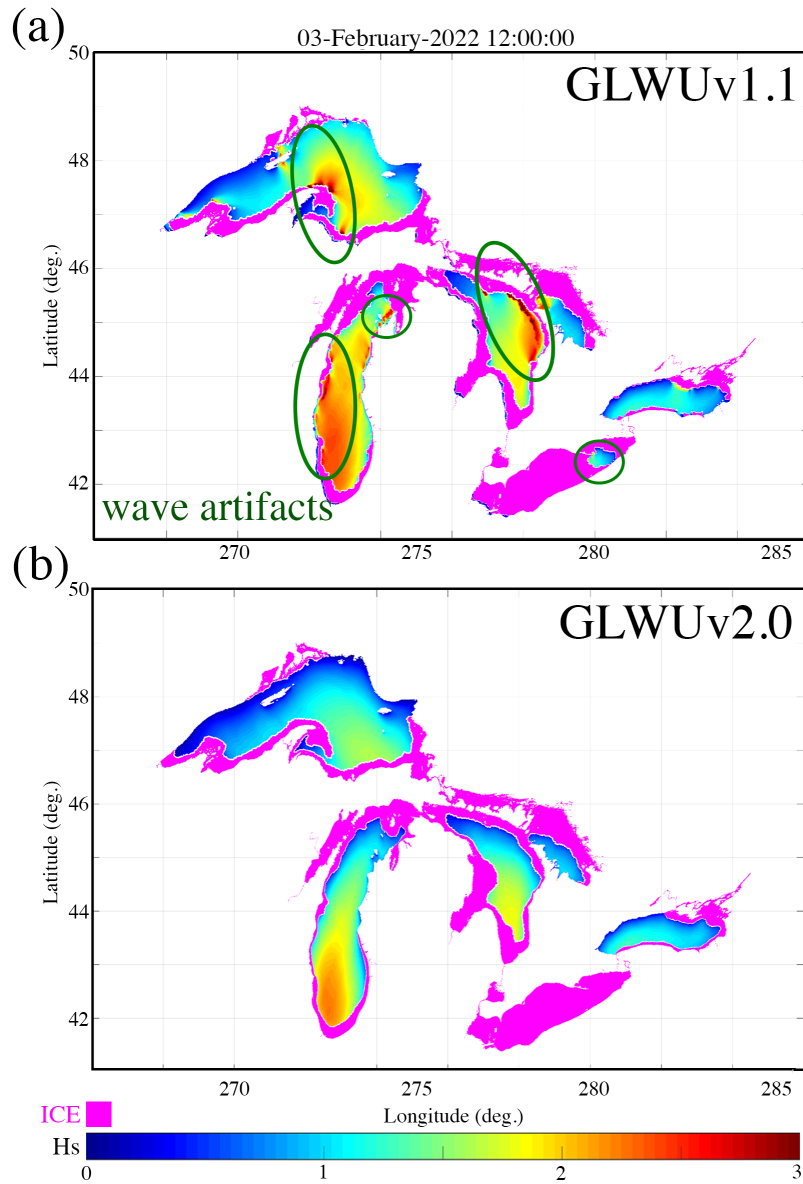 (a)
03-February-2022 12:00:00
GLWUv1.1
50
48
46
44
42
Latitude (deg.)
wave artifacts
270 275 280 285
(b)
GLWUv2.0
50
48
46
44
42
Latitude (deg.)
270 275 280 285
Longitude (deg.)
ICE
Hs
0 1 2 3